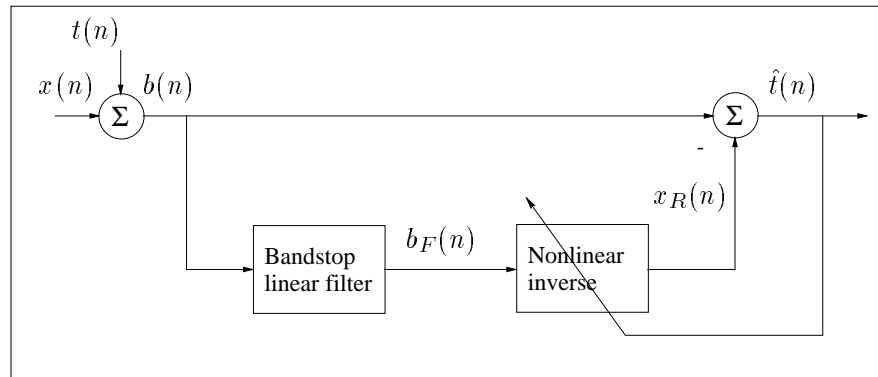 t(n)
x(n)
b(n)
t̂(n)
Σ
Σ
-
x_R(n)
b_F(n)
Bandstop
linear filter
Nonlinear
inverse